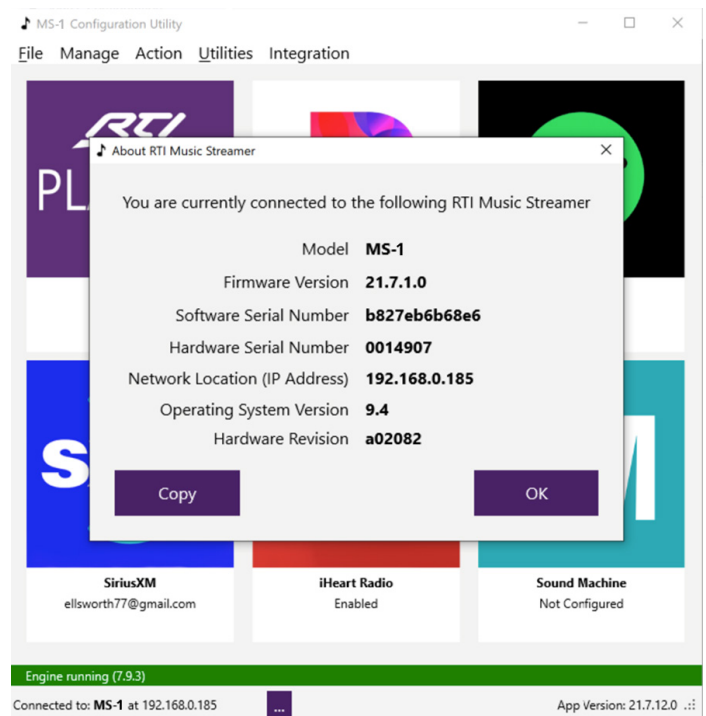 MS-1 Configuration Utility
File Manage Action Utilities Integration
RTI
PL
About RTI Music Streamer
You are currently connected to the following RTI Music Streamer
Model MS-1
Firmware Version 21.7.1.0
Software Serial Number b827eb6b68e6
Hardware Serial Number 0014907
Network Location (IP Address) 192.168.0.185
Operating System Version 9.4
Hardware Revision a02082
Copy OK
S
SiriusXM iHeart Radio Sound Machine
ellsworth77@gmail.com Enabled Not Configured
Engine running (7.9.3)
Connected to: MS-1 at 192.168.0.185 ... App Version: 21.7.12.0